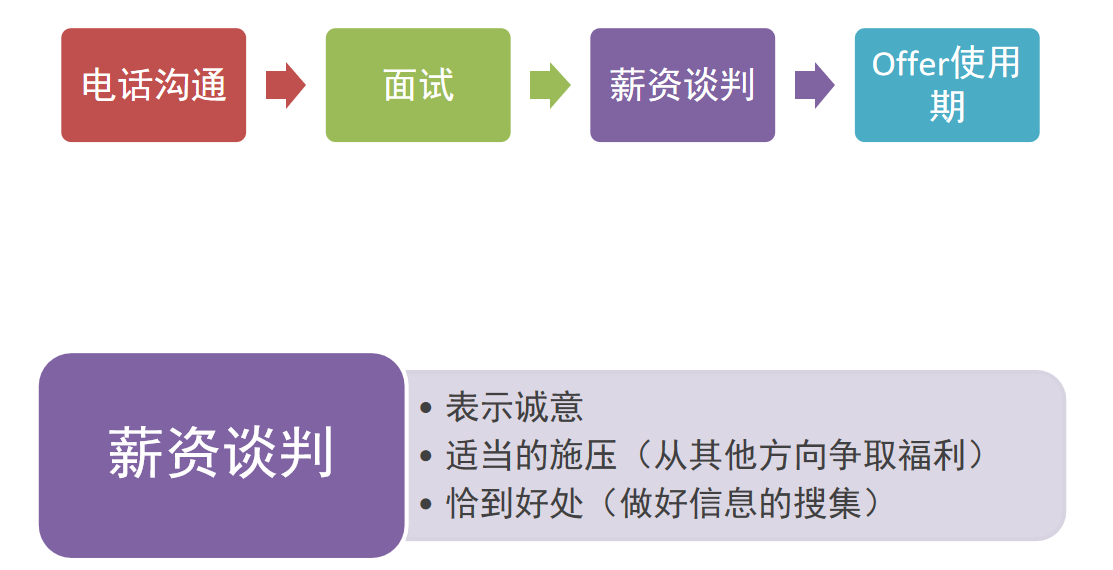 电话沟通
面试
薪资谈判
Offer使用
期
薪资谈判
• 表示诚意
• 适当的施压（从其他方向争取福利）
• 恰到好处（做好信息的搜集）